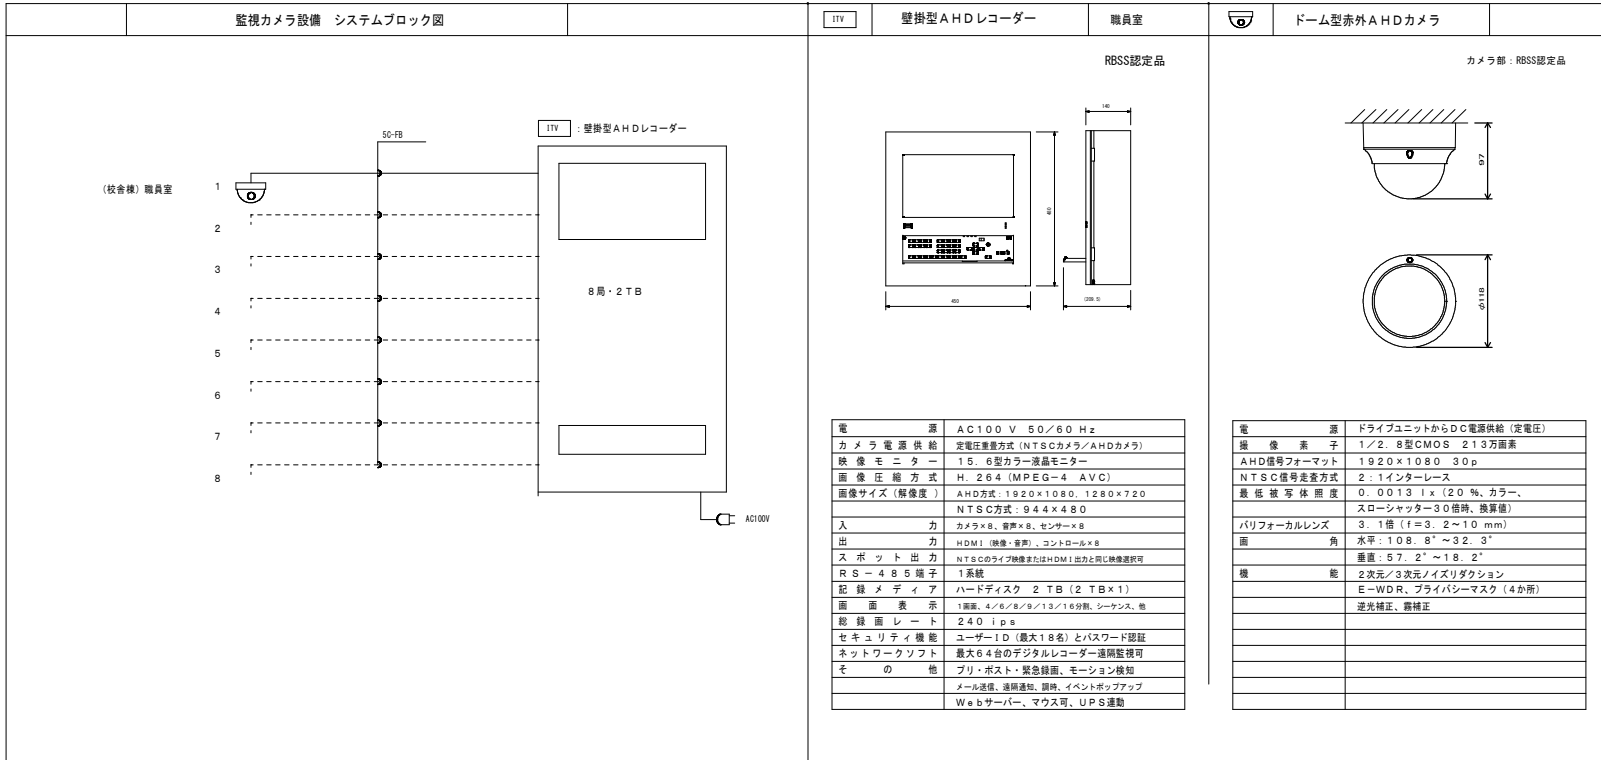 監視カメラ設備　システムブロック図
ITV 壁掛型ＡＨＤレコーダー 職員室
ドーム型赤外ＡＨＤカメラ
RBSS認定品
カメラ部：RBSS認定品
5C-FB
ITV ：壁掛型ＡＨＤレコーダー
(校舎棟) 職員室
1
2
3
4
5
6
7
8
８局・２ＴＢ
AC100V
140
480
450
(209.5)
97
φ118
電源 ＡＣ100 Ｖ　50／60 Ｈz
カメラ電源供給 定電圧重畳方式（ＮＴＳＣカメラ／ＡＨＤカメラ）
映像モニター １５．６型カラー液晶モニター
画像圧縮方式 Ｈ．２６４（ＭＰＥＧ－４　ＡＶＣ）
画像サイズ（解像度） ＡＨＤ方式：１９２０×１０８０、１２８０×７２０
ＮＴＳＣ方式：９４４×４８０
入力 カメラ×８、音声×８、センサー×８
出力 ＨＤＭＩ（映像・音声）、コントロール×８
スポット出力 ＮＴＳＣのライブ映像またはＨＤＭＩ出力と同じ映像選択可
ＲＳ－４８５端子 １系統
記録メディア ハードディスク　２ ＴＢ（２ ＴＢ×１）
画面表示 １画面、４／６／８／９／１３／１６分割、シーケンス、他
総録画レート ２４０ ｉｐｓ
セキュリティ機能 ユーザーＩＤ（最大１８名）とパスワード認証
ネットワークソフト 最大６４台のデジタルレコーダー遠隔監視可
その他 プリ・ポスト・緊急録画、モーション検知
メール送信、遠隔通知、調時、イベントポップアップ
Ｗｅｂサーバー、マウス可、ＵＰＳ連動
電源 ドライブユニットからＤＣ電源供給（定電圧）
撮像素子 １／２．８型CMOS　２１３万画素
ＡＨＤ信号フォーマット １９２０×１０８０　３０ｐ
ＮＴＳＣ信号走査方式 ２：１インターレース
最低被写体照度 ０．００１３ ｌｘ（２０ %、カラー、
スローシャッター３０倍時、換算値）
バリフォーカルレンズ ３．１倍（ｆ＝３．２～１０ ｍｍ）
画角 水平：１０８．８°～３２．３°
垂直：５７．２°～１８．２°
機能 ２次元／３次元ノイズリダクション
Ｅ－ＷＤＲ、プライバシーマスク（４か所）
逆光補正、霧補正